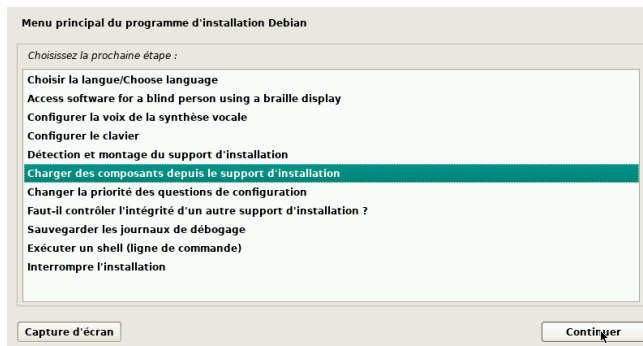 Menu principal du programme d'installation Debian
Choisissez la prochaine étape :
Choisir la langue/Choose language
Access software for a blind person using a braille display
Configurer la voix de la synthèse vocale
Configurer le clavier
Détection et montage du support d'installation
Charger des composants depuis le support d'installation
Changer la priorité des questions de configuration
Faut-il contrôler l'intégrité d'un autre support d'installation ?
Sauvegarder les journaux de débogage
Exécuter un shell (ligne de commande)
Interrompre l'installation
Capture d'écran
Continuer